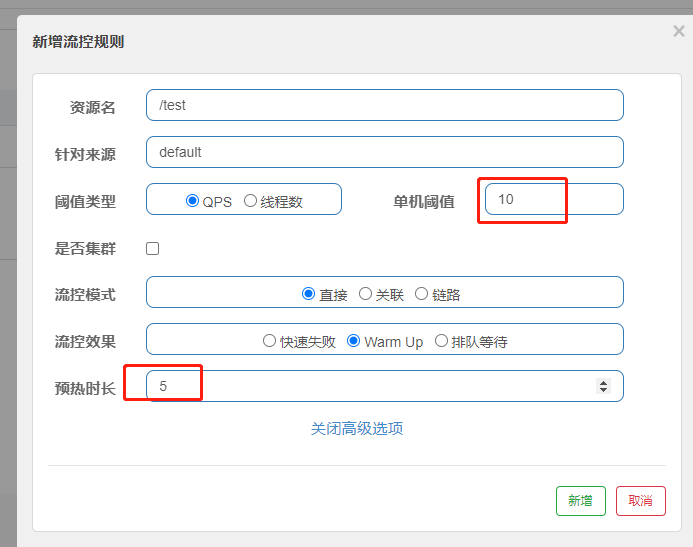 新增流控规则
×
资源名 /test
针对来源 default
阈值类型 QPS 线程数 单机阈值 10
是否集群
流控模式 直接 关联 链路
流控效果 快速失败 Warm Up 排队等待
预热时长 5
关闭高级选项
新增 取消